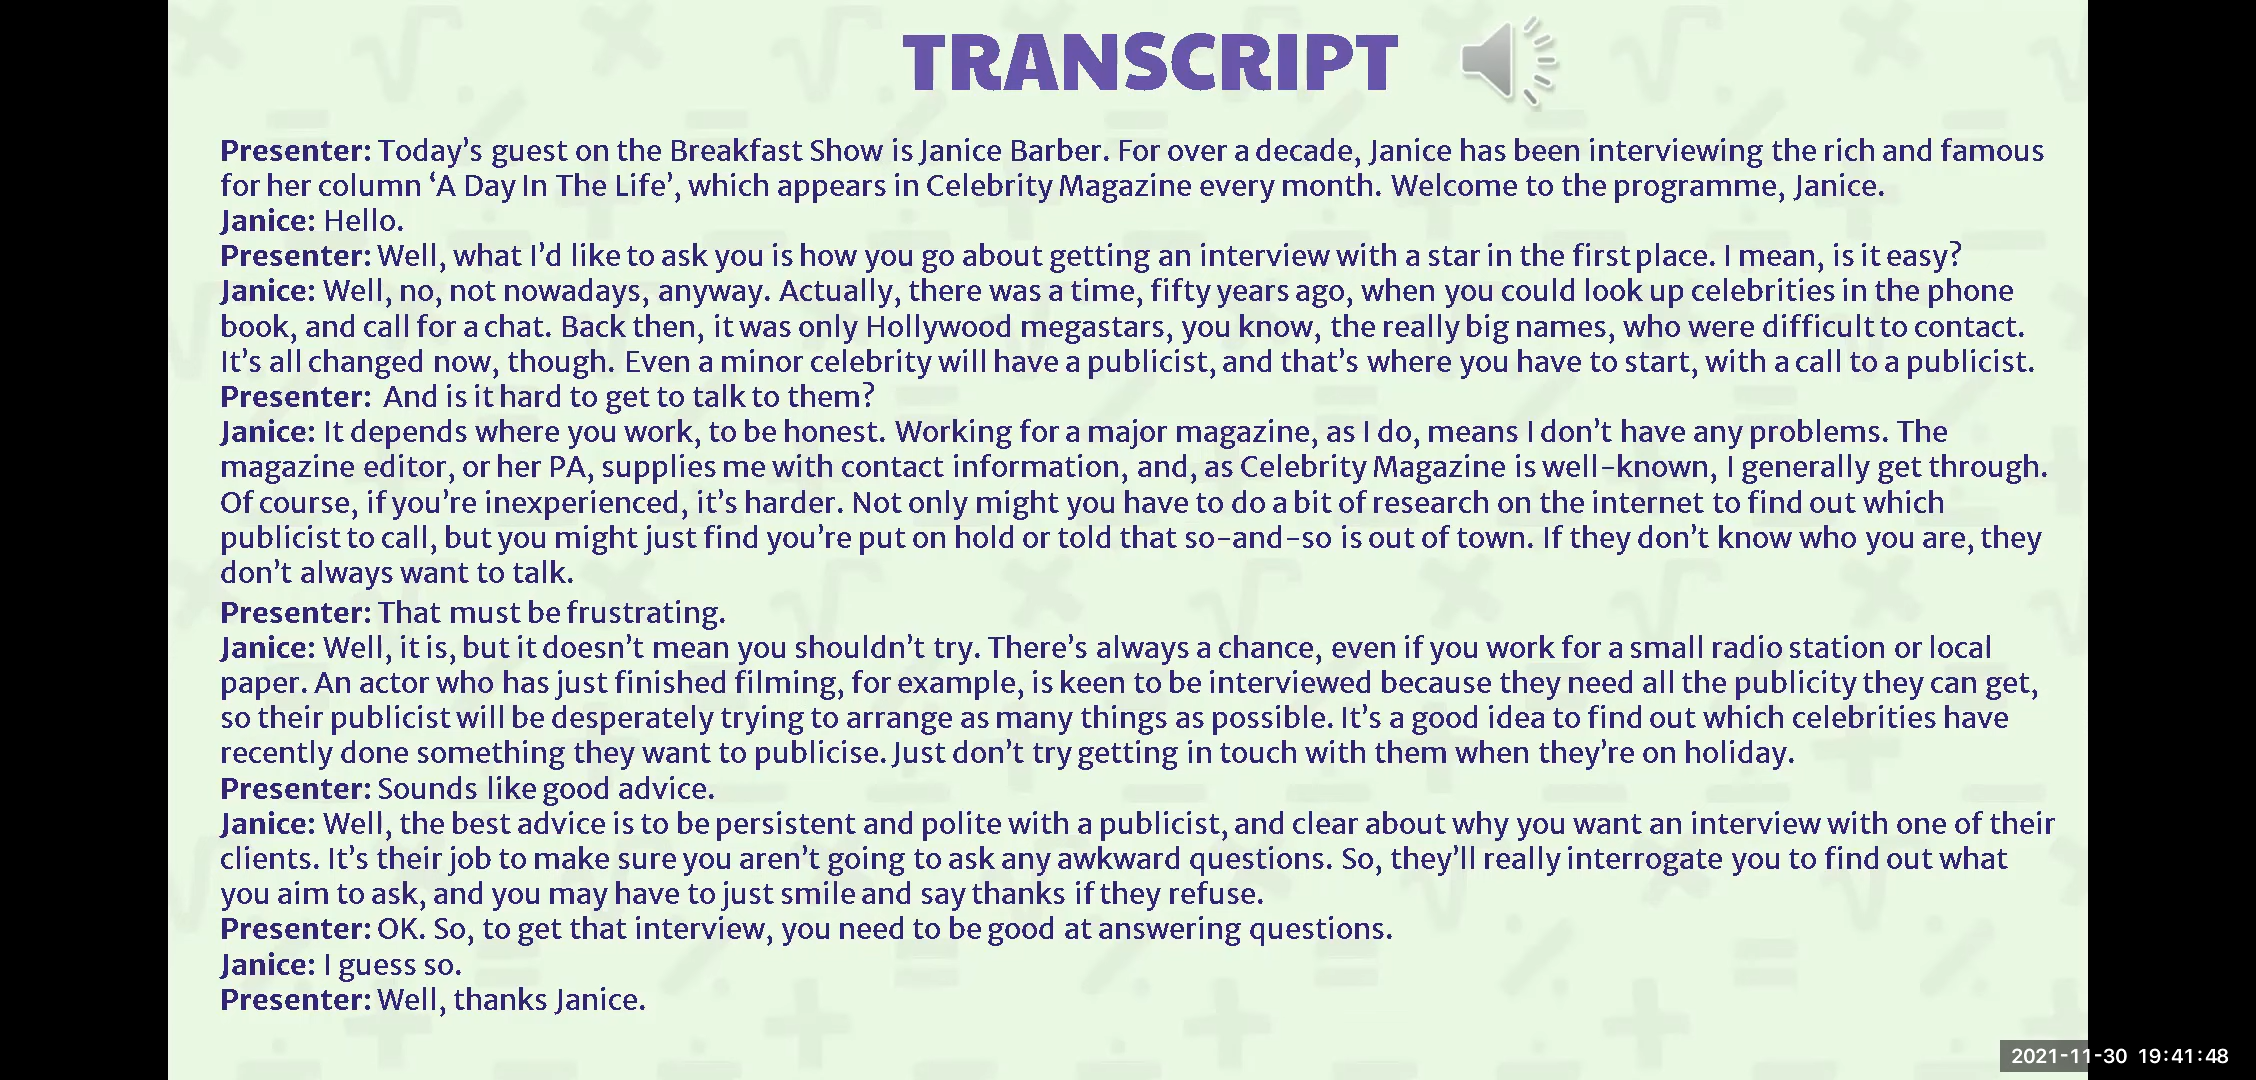 TRANSCRIPT
Presenter: Today’s guest on the Breakfast Show is Janice Barber. For over a decade, Janice has been interviewing the rich and famous
for her column ‘A Day In The Life’, which appears in Celebrity Magazine every month. Welcome to the programme, Janice.
Janice: Hello.
Presenter: Well, what I’d like to ask you is how you go about getting an interview with a star in the first place. I mean, is it easy?
Janice: Well, no, not nowadays, anyway. Actually, there was a time, fifty years ago, when you could look up celebrities in the phone
book, and call for a chat. Back then, it was only Hollywood megastars, you know, the really big names, who were difficult to contact.
It’s all changed now, though. Even a minor celebrity will have a publicist, and that’s where you have to start, with a call to a publicist.
Presenter: And is it hard to get to talk to them?
Janice: It depends where you work, to be honest. Working for a major magazine, as I do, means I don’t have any problems. The
magazine editor, or her PA, supplies me with contact information, and, as Celebrity Magazine is well-known, I generally get through.
Of course, if you’re inexperienced, it’s harder. Not only might you have to do a bit of research on the internet to find out which
publicist to call, but you might just find you’re put on hold or told that so-and-so is out of town. If they don’t know who you are, they
don’t always want to talk.
Presenter: That must be frustrating.
Janice: Well, it is, but it doesn’t mean you shouldn’t try. There’s always a chance, even if you work for a small radio station or local
paper. An actor who has just finished filming, for example, is keen to be interviewed because they need all the publicity they can get,
so their publicist will be desperately trying to arrange as many things as possible. It’s a good idea to find out which celebrities have
recently done something they want to publicise. Just don’t try getting in touch with them when they’re on holiday.
Presenter: Sounds like good advice.
Janice: Well, the best advice is to be persistent and polite with a publicist, and clear about why you want an interview with one of their
clients. It’s their job to make sure you aren’t going to ask any awkward questions. So, they’ll really interrogate you to find out what
you aim to ask, and you may have to just smile and say thanks if they refuse.
Presenter: OK. So, to get that interview, you need to be good at answering questions.
Janice: I guess so.
Presenter: Well, thanks Janice.
2021-11-30 19:41:48